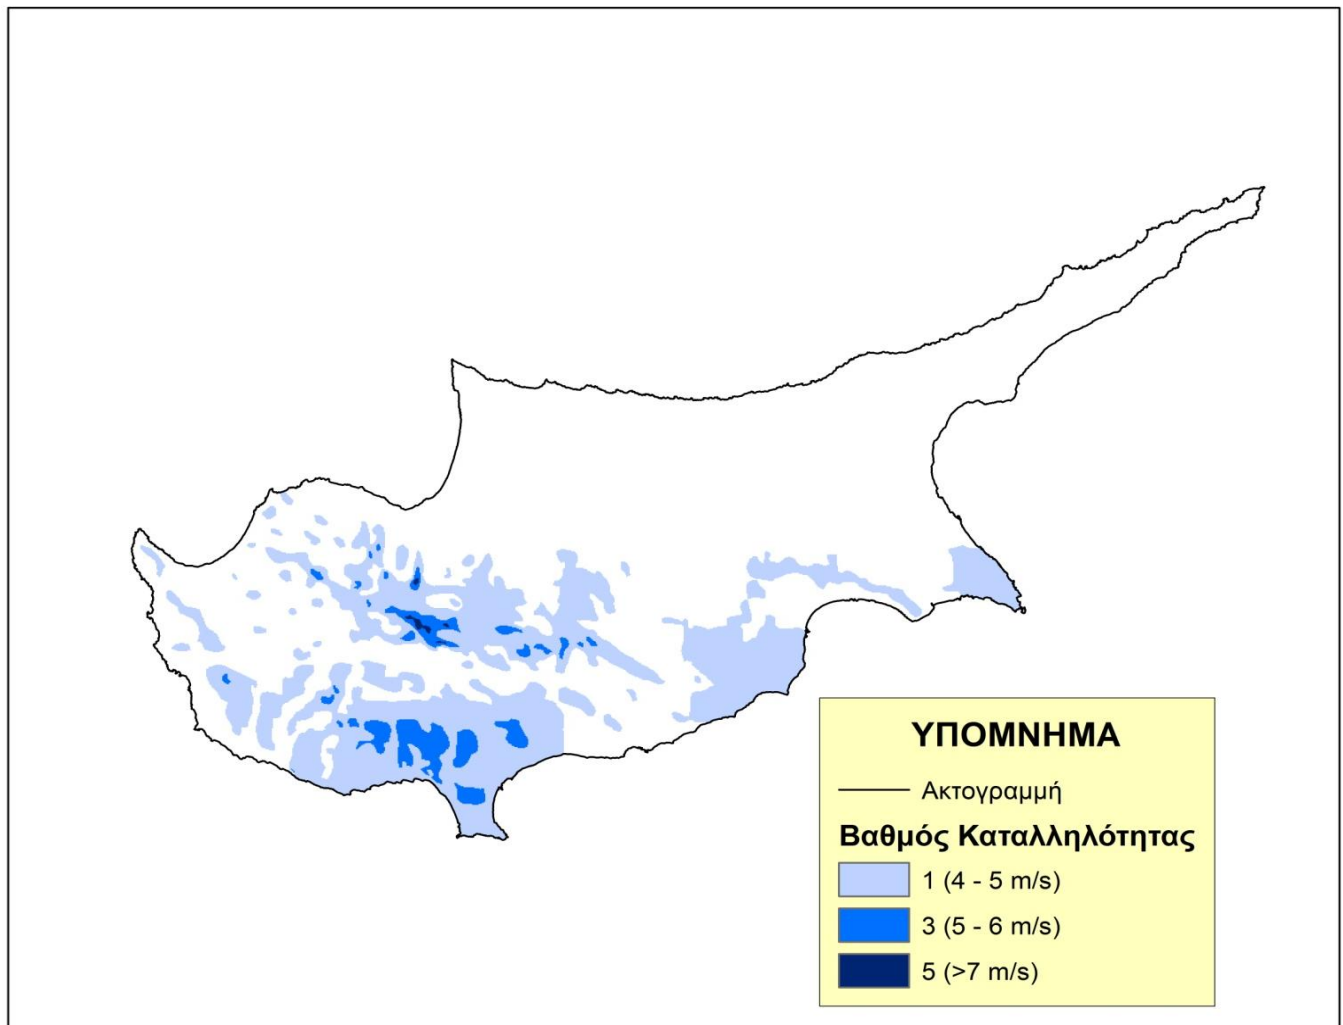 ΥΠΟΜΝΗΜΑ
Ακτογραμμή
Βαθμός Καταλληλότητας
1 (4 - 5 m/s)
3 (5 - 6 m/s)
5 (>7 m/s)